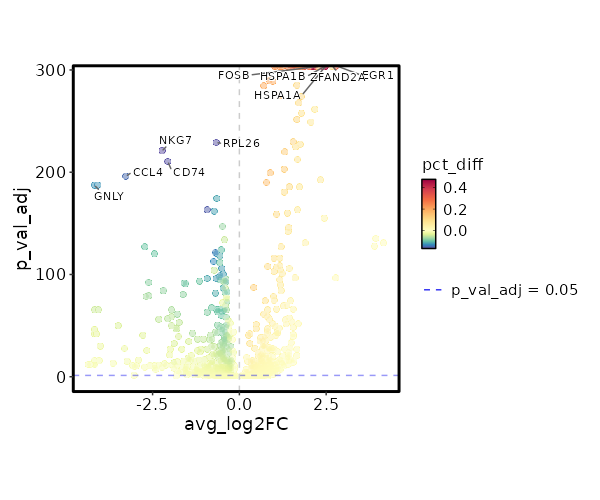 300
200
100
0
p_val_adj
FOSB
HSPA1B
ZFAND2A
EGR1
HSPA1A
NKG7
RPL26
CCL4
CD74
GNLY
-2.5
0.0
2.5
avg_log2FC
pct_diff
0.4
0.2
0.0
p_val_adj = 0.05